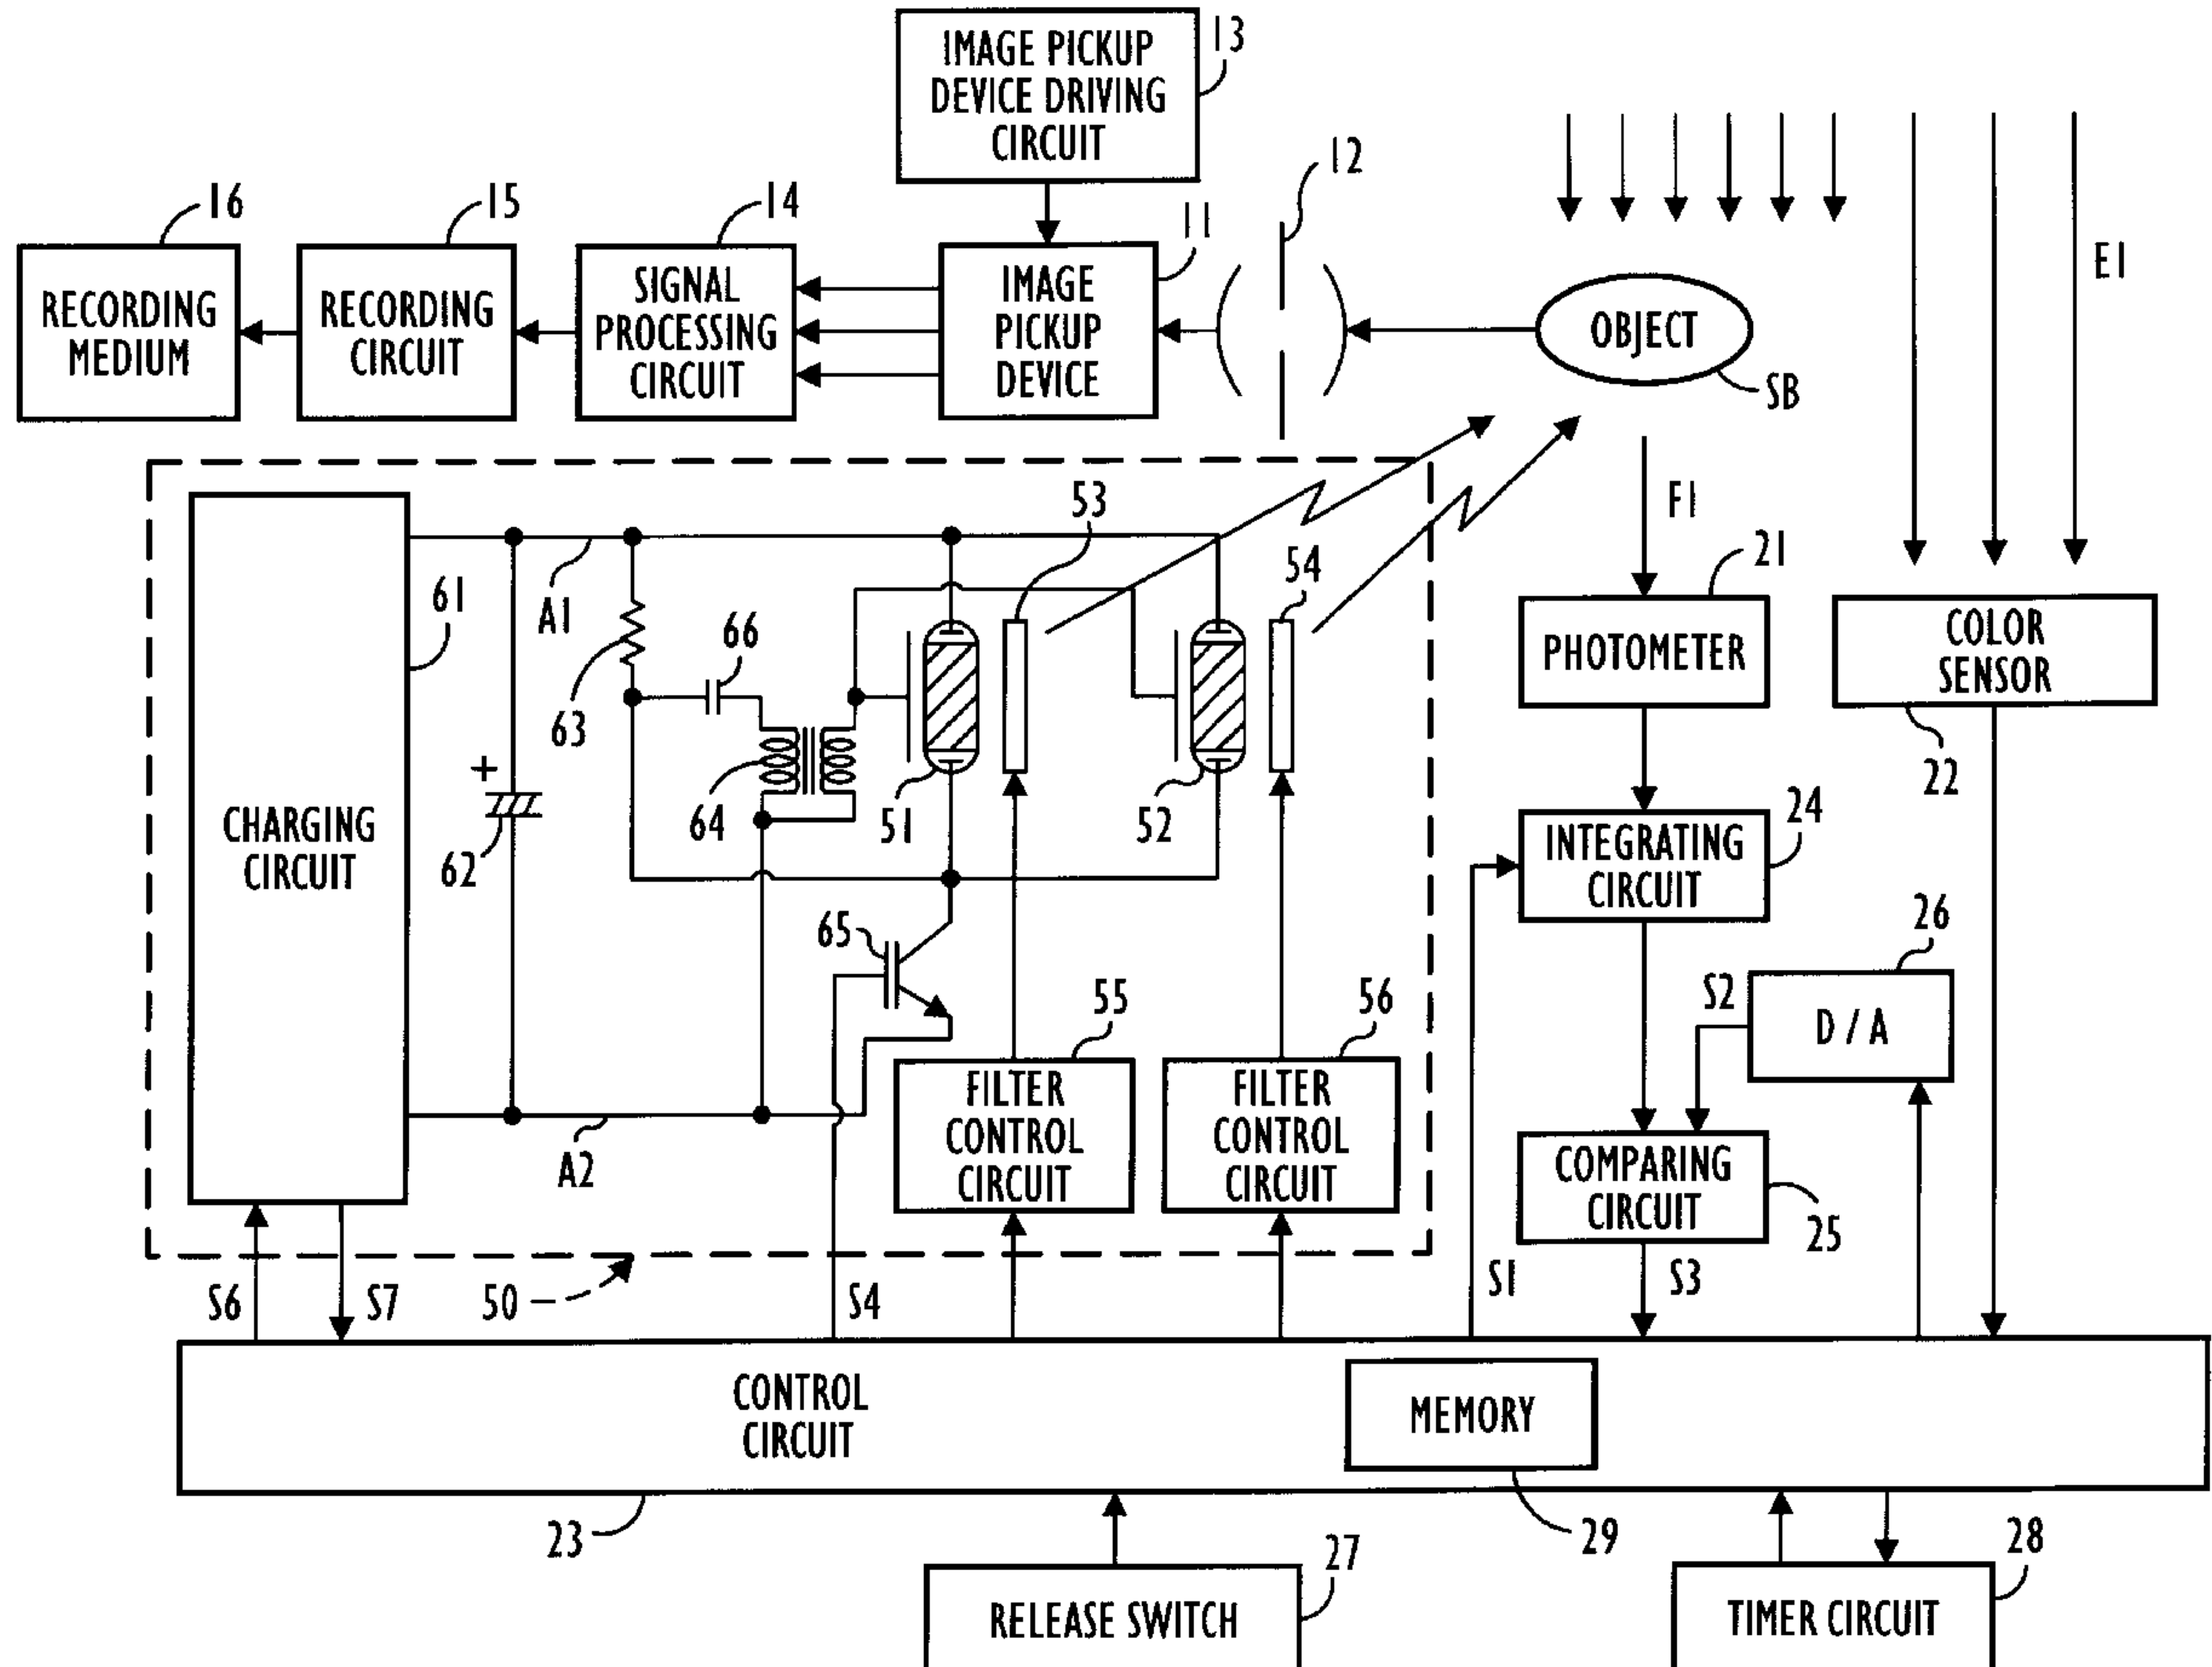 IMAGE PICKUP
DEVICE DRIVING
CIRCUIT
13
12
16
15
14
11
RECORDING
MEDIUM
RECORDING
CIRCUIT
SIGNAL
PROCESSING
CIRCUIT
IMAGE
PICKUP
DEVICE
OBJECT
SB
E1
F1
53
54
21
61
A1
63
66
64
51
52
+
62
CHARGING
CIRCUIT
PHOTOMETER
COLOR
SENSOR
22
24
INTEGRATING
CIRCUIT
26
65
55
56
S2
D / A
FILTER
CONTROL
CIRCUIT
FILTER
CONTROL
CIRCUIT
A2
COMPARING
CIRCUIT
25
S6
S7
50
S4
S1
S3
CONTROL
CIRCUIT
MEMORY
23
29
27
28
RELEASE SWITCH
TIMER CIRCUIT